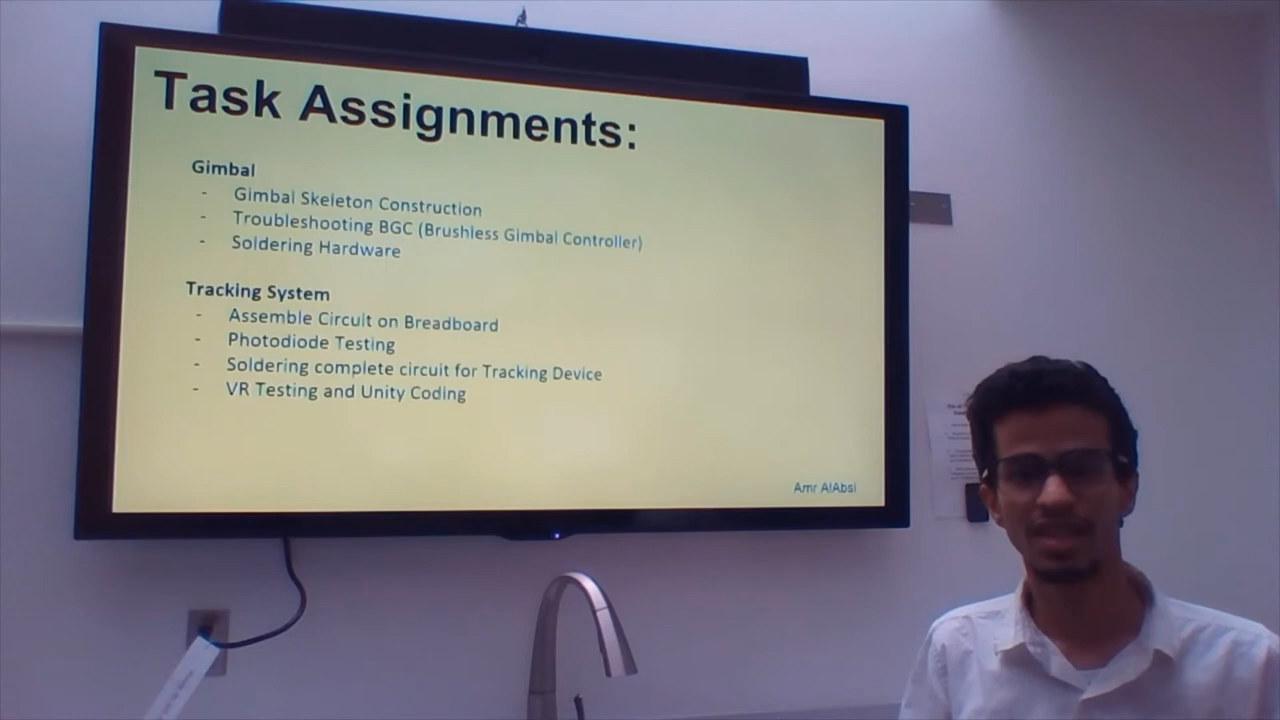 Task Assignments:
Gimbal
- Gimbal Skeleton Construction
- Troubleshooting BGC (Brushless Gimbal Controller)
- Soldering Hardware
Tracking System
- Assemble Circuit on Breadboard
- Photodiode Testing
- Soldering complete circuit for Tracking Device
- VR Testing and Unity Coding
Amr AlAbsi